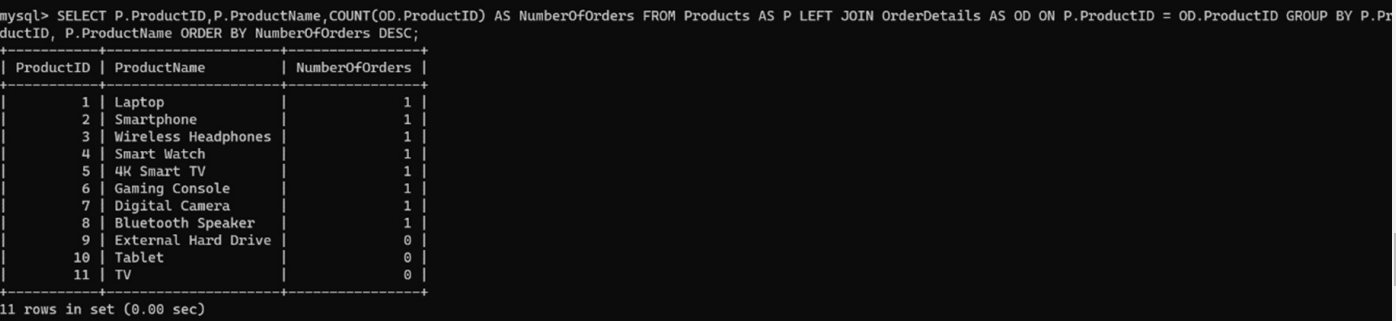 mysql> SELECT P.ProductID,P.ProductName,COUNT(OD.ProductID) AS NumberOfOrders FROM Products AS P LEFT JOIN OrderDetails AS OD ON P.ProductID = OD.ProductID GROUP BY P.Pr
ductID, P.ProductName ORDER BY NumberOfOrders DESC;
+-----------+---------------------+----------------+
| ProductID | ProductName         | NumberOfOrders |
+-----------+---------------------+----------------+
|         1 | Laptop              |              1 |
|         2 | Smartphone          |              1 |
|         3 | Wireless Headphones |              1 |
|         4 | Smart Watch         |              1 |
|         5 | 4K Smart TV         |              1 |
|         6 | Gaming Console      |              1 |
|         7 | Digital Camera      |              1 |
|         8 | Bluetooth Speaker   |              1 |
|         9 | External Hard Drive |              0 |
|        10 | Tablet              |              0 |
|        11 | TV                  |              0 |
+-----------+---------------------+----------------+
11 rows in set (0.00 sec)